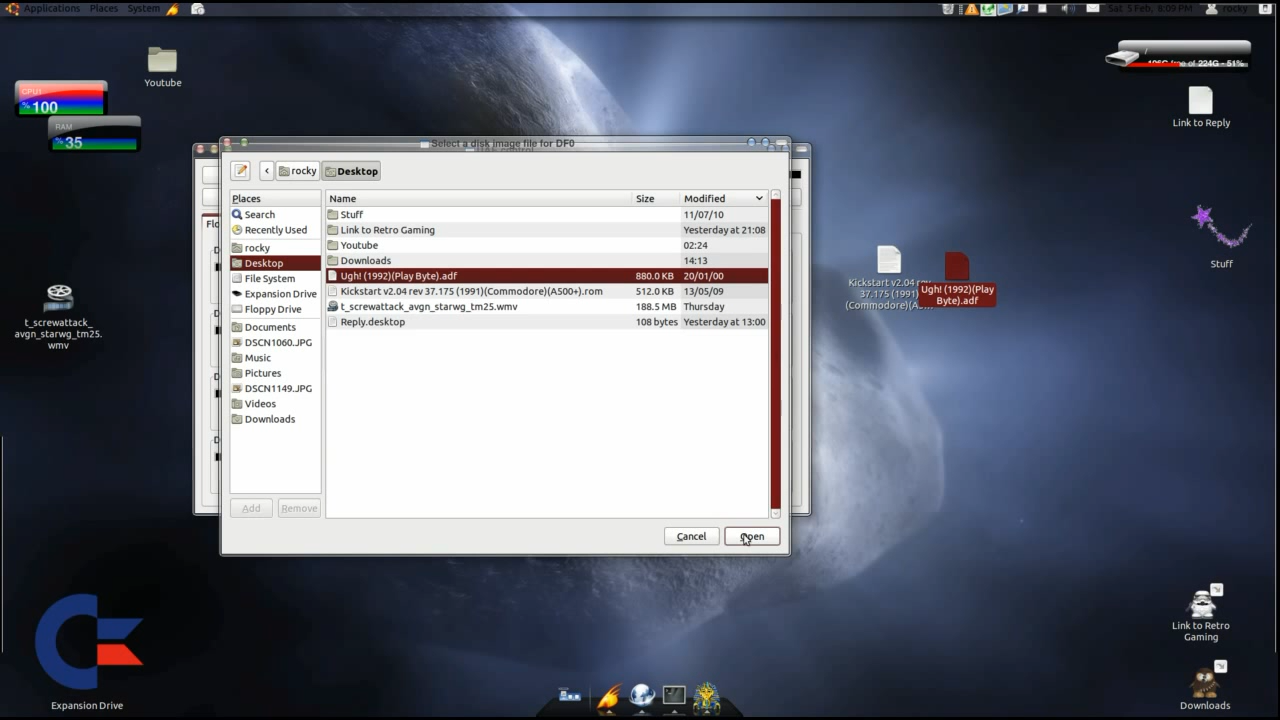 Applications Places System
Sat 5 Feb, 8:09 PM rocky
Youtube
CPU1
% 100
RAM
% 35
/
106G free of 224G - 51%
Link to Reply
Select a disk image file for DF0
rocky
Desktop
Places
Name
Size
Modified
Search
Recently Used
rocky
Desktop
File System
Expansion Drive
Floppy Drive
Documents
DSCN1060.JPG
Music
Pictures
DSCN1149.JPG
Videos
Downloads
Stuff 11/07/10
Link to Retro Gaming Yesterday at 21:08
Youtube 02:24
Downloads 14:13
Ugh! (1992)(Play Byte).adf 880.0 KB 20/01/00
Kickstart v2.04 rev 37.175 (1991)(Commodore)(A500+).rom 512.0 KB 13/05/09
t_screwattack_avgn_starwg_tm25.wmv 188.5 MB Thursday
Reply.desktop 108 bytes Yesterday at 13:00
Add
Remove
Cancel
Open
Kickstart v2.04 rev
37.175 (1991)
(Commodore)(A5
Ugh! (1992)(Play
Byte).adf
Stuff
t_screwattack_
avgn_starwg_tm25.
wmv
Link to Retro
Gaming
Expansion Drive
Downloads